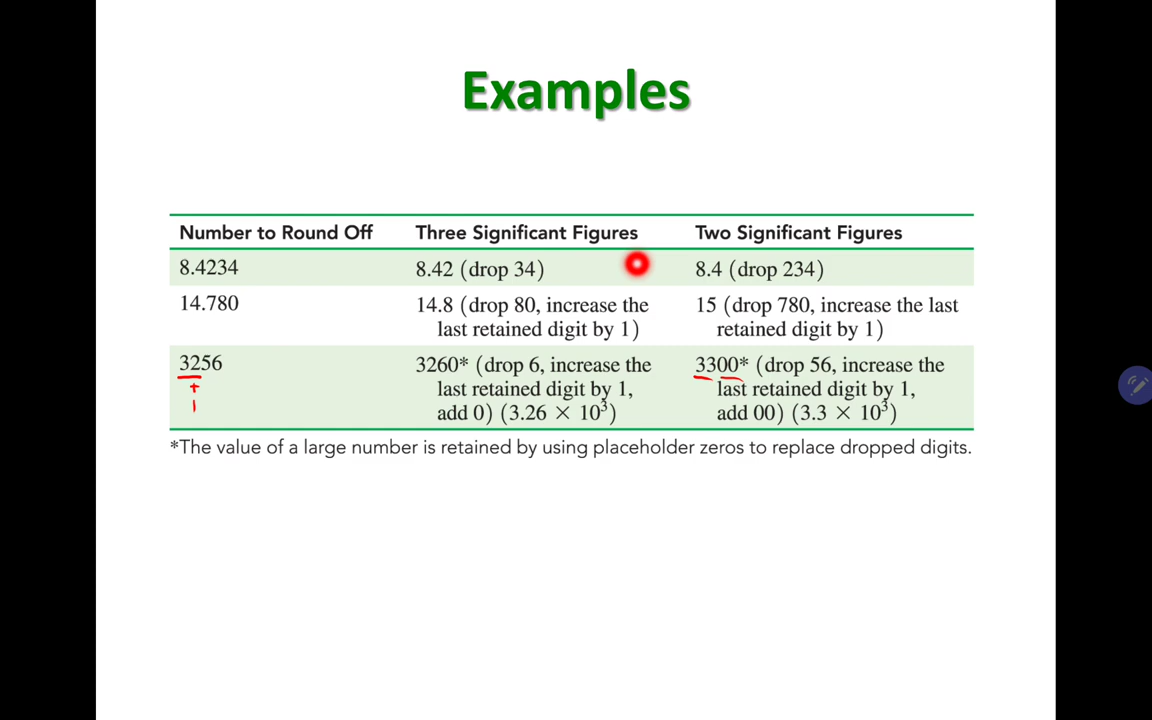 Examples
Number to Round Off Three Significant Figures Two Significant Figures
8.4234 8.42 (drop 34) 8.4 (drop 234)
14.780 14.8 (drop 80, increase the 15 (drop 780, increase the last
last retained digit by 1) retained digit by 1)
3256 3260* (drop 6, increase the 3300* (drop 56, increase the
+ last retained digit by 1, last retained digit by 1,
1 add 0) (3.26 × 10³) add 00) (3.3 × 10³)
*The value of a large number is retained by using placeholder zeros to replace dropped digits.